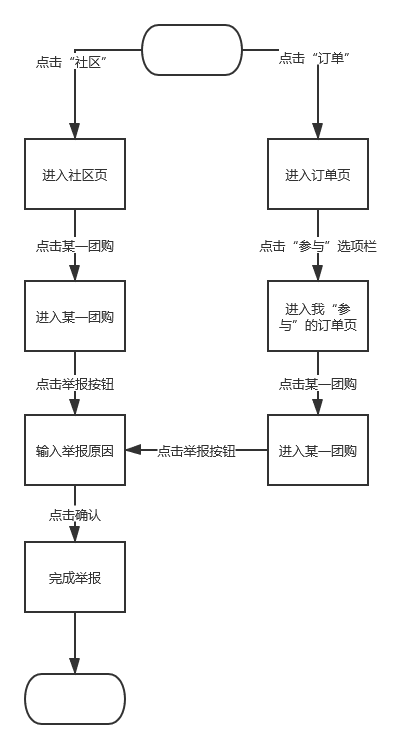 点击“社区”
点击“订单”
进入社区页
进入订单页
点击某一团购
点击“参与”选项栏
进入某一团购
进入我“参
与”的订单页
点击举报按钮
点击某一团购
输入举报原因
点击举报按钮
进入某一团购
点击确认
完成举报